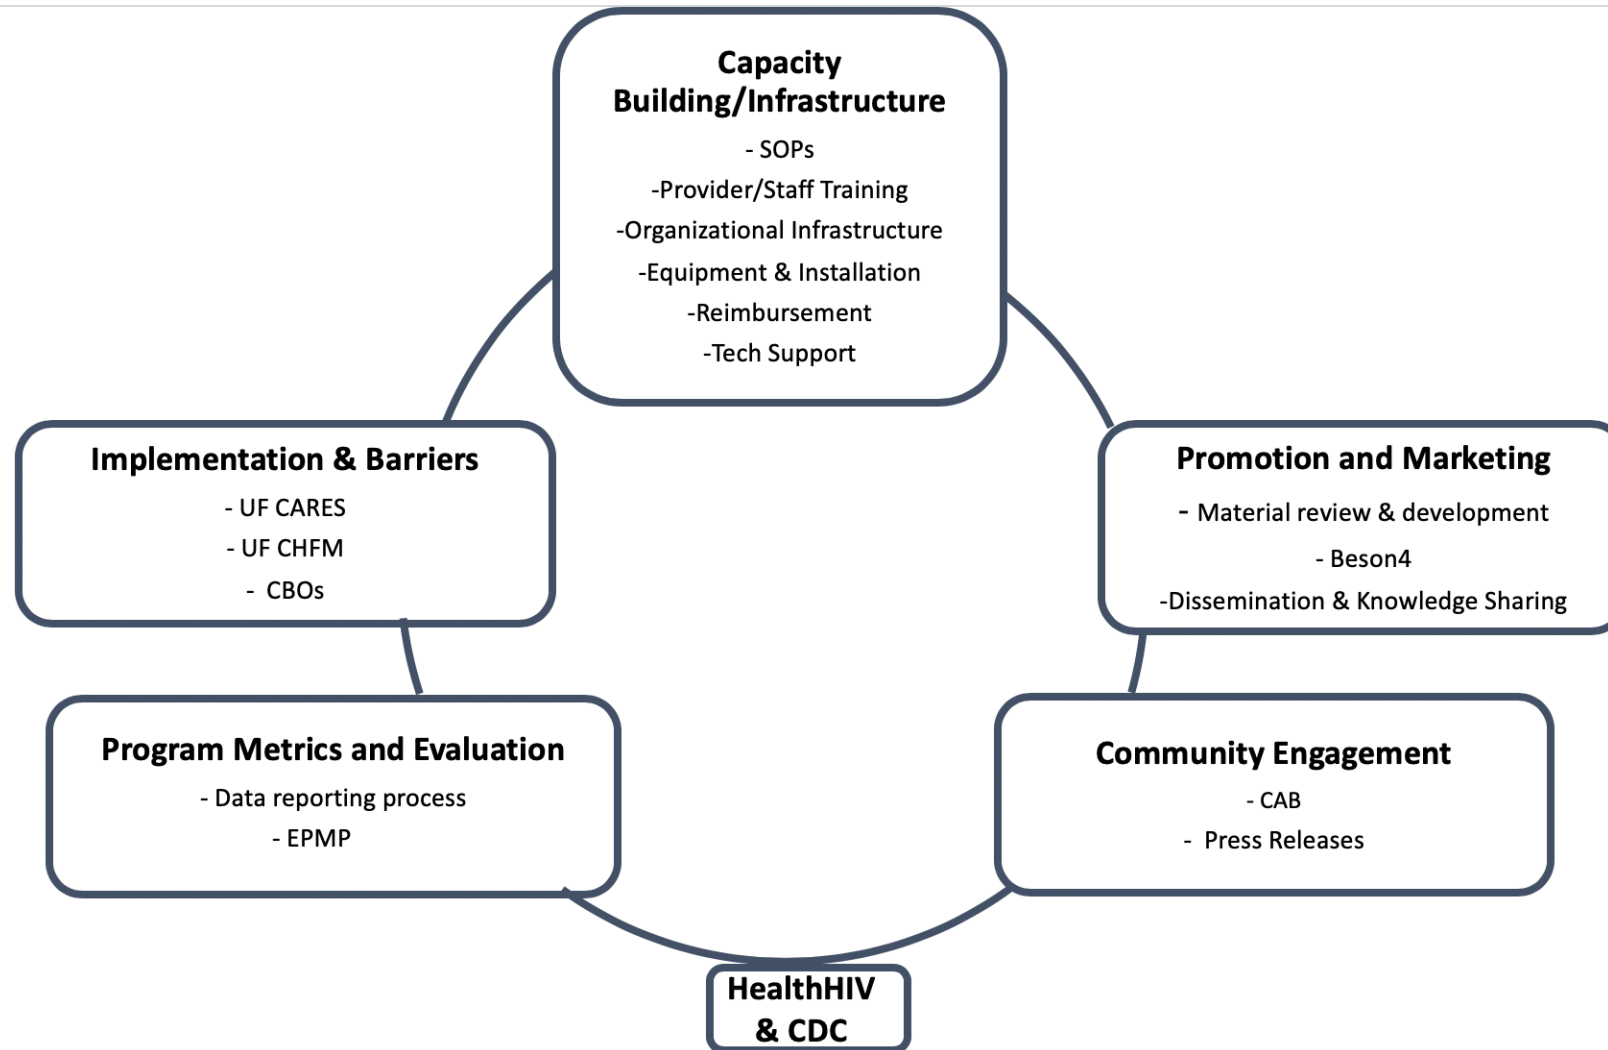 Capacity
Building/Infrastructure
- SOPs
-Provider/Staff Training
-Organizational Infrastructure
-Equipment & Installation
-Reimbursement
-Tech Support
Implementation & Barriers
- UF CARES
- UF CHFM
- CBOs
Promotion and Marketing
- Material review & development
- Beson4
-Dissemination & Knowledge Sharing
Program Metrics and Evaluation
- Data reporting process
- EPMP
Community Engagement
- CAB
- Press Releases
HealthHIV
& CDC